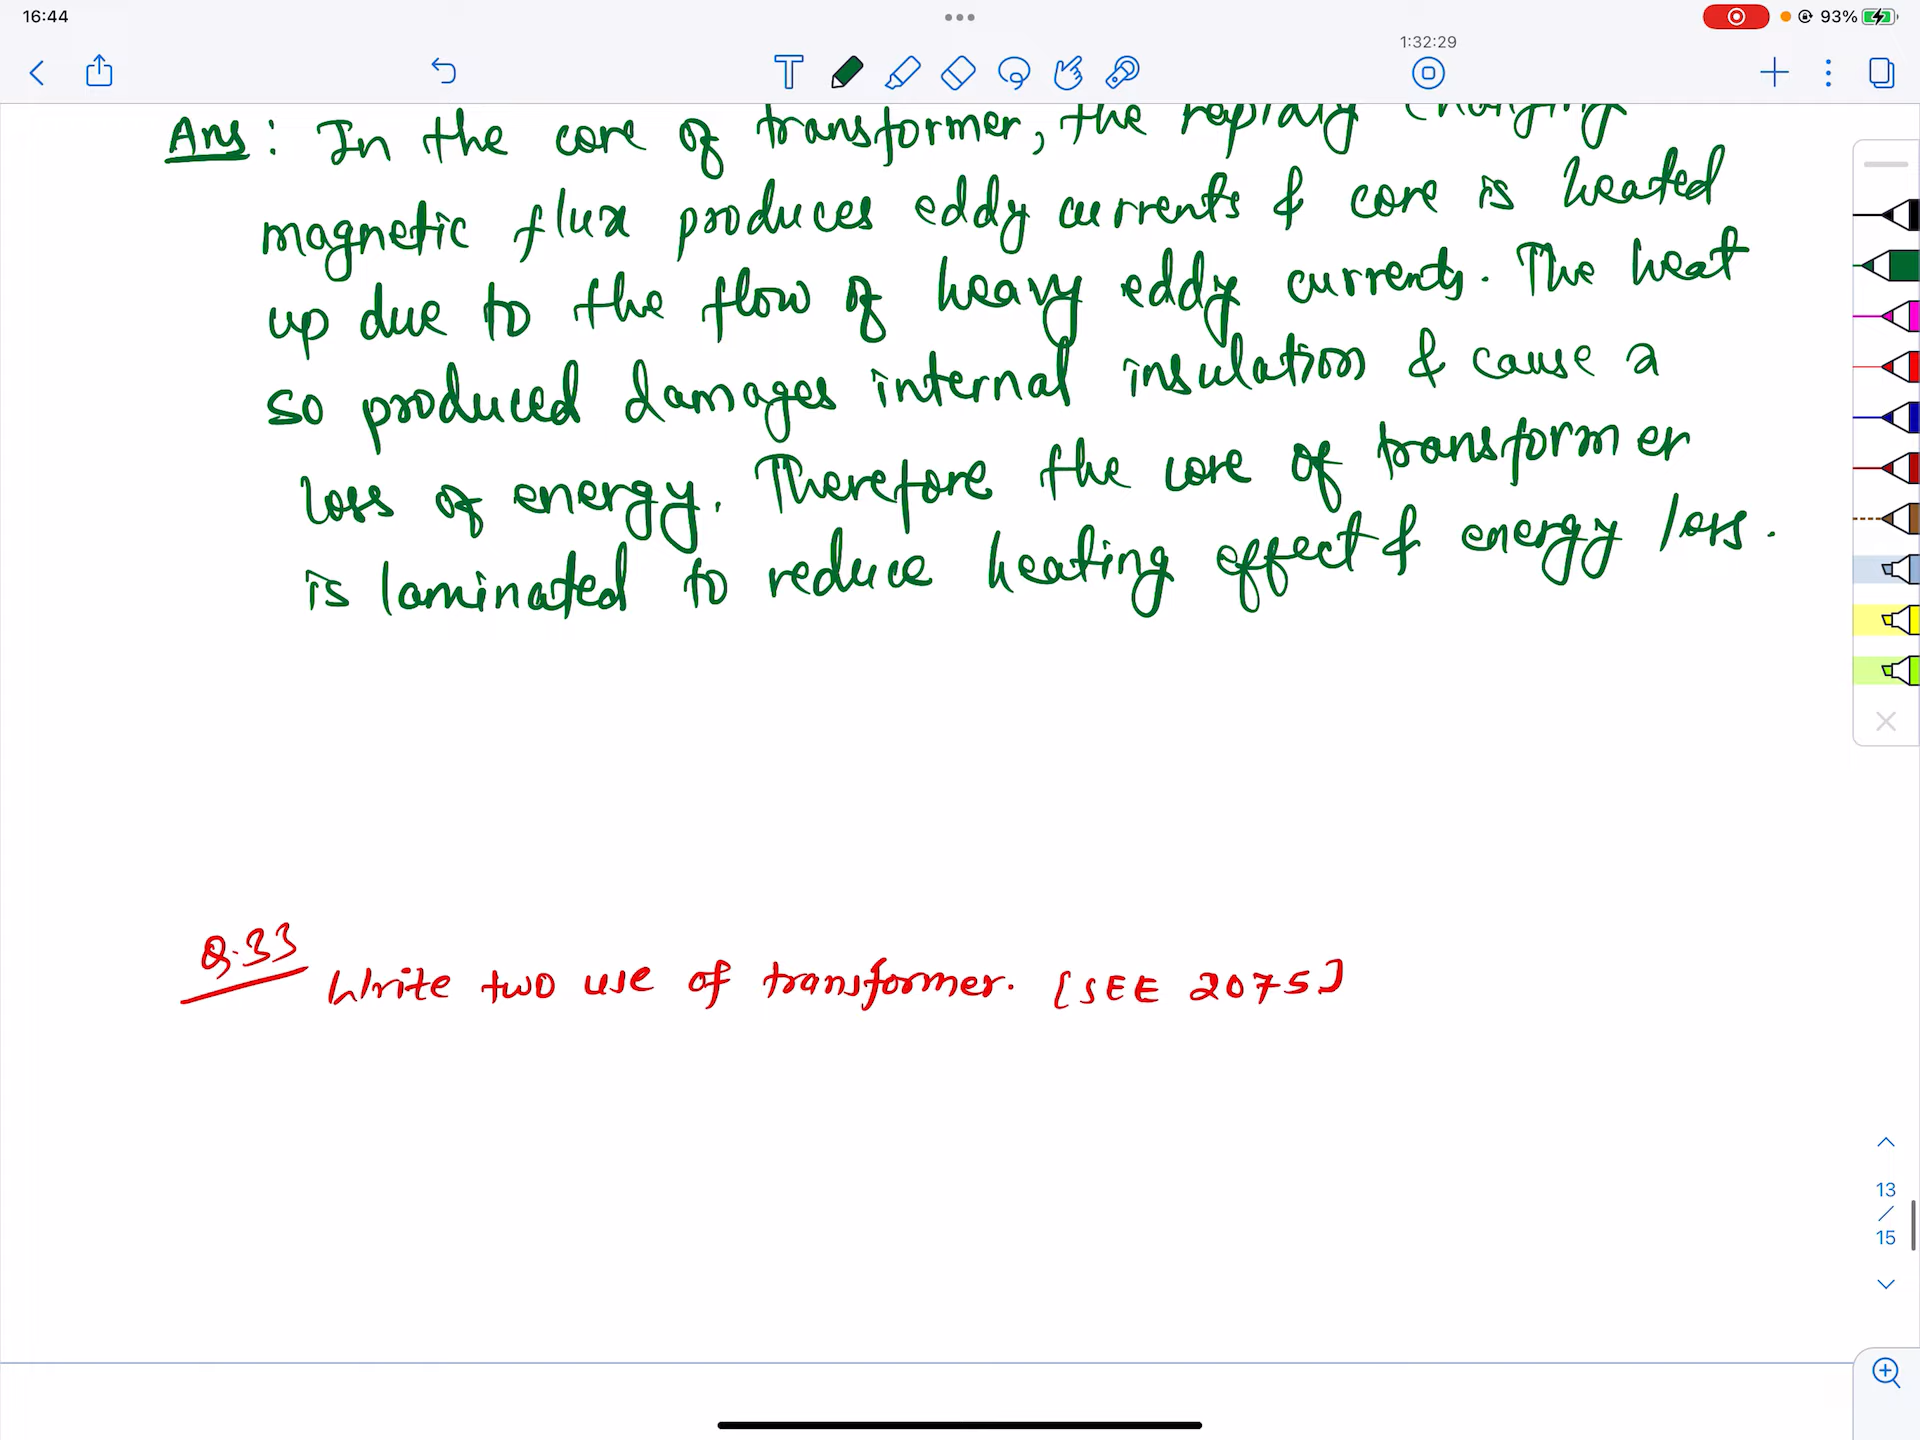 16:44
93%
1:32:29
Ans: In the core of transformer, the rapidly changing
magnetic flux produces eddy currents & core is heated
up due to the flow of heavy eddy currents. The heat
so produced damages internal insulation & cause a
loss of energy. Therefore the core of transformer
is laminated to reduce heating effect & energy loss.
Q.33
Write two use of transformer. [SEE 2075]
13
/
15